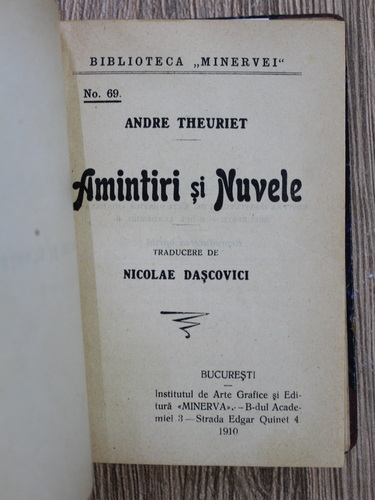 BIBLIOTECA „MINERVEI“
No. 69.
ANDRE THEURIET
Amintiri și Nuvele
TRADUCERE DE
NICOLAE DAȘCOVICI
BUCUREȘTI
Institutul de Arte Grafice și Edi-
tură «MINERVA». – B-dul Acade-
miei 3 — Strada Edgar Quinet 4
1910